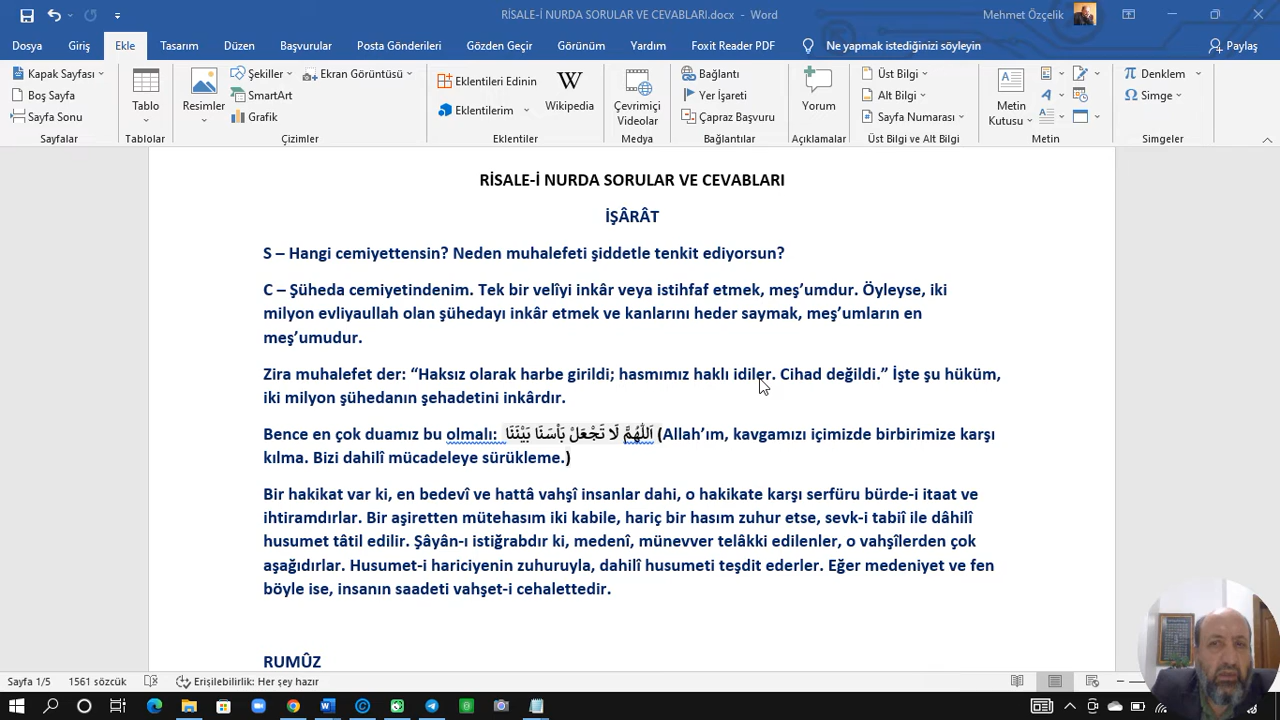 RİSALE-İ NURDA SORULAR VE CEVABLARI.docx - Word
Mehmet Özçelik
Dosya Giriş Ekle Tasarım Düzen Başvurular Posta Gönderileri Gözden Geçir Görünüm Yardım Foxit Reader PDF Ne yapmak istediğinizi söyleyin Paylaş
Kapak Sayfası
Boş Sayfa
Sayfa Sonu
Sayfalar
Tablo
Tablolar
Resimler
Şekiller
SmartArt
Grafik
Ekran Görüntüsü
Çizimler
Eklentileri Edinin
Eklentilerim
Wikipedia
Eklentiler
Çevrimiçi
Videolar
Medya
Bağlantı
Yer İşareti
Çapraz Başvuru
Bağlantılar
Yorum
Açıklamalar
Üst Bilgi
Alt Bilgi
Sayfa Numarası
Üst Bilgi ve Alt Bilgi
Metin
Kutusu
Metin
Denklem
Simge
Simgeler
RİSALE-İ NURDA SORULAR VE CEVABLARI
İŞÂRÂT
S – Hangi cemiyettensin? Neden muhalefeti şiddetle tenkit ediyorsun?
C – Şüheda cemiyetindenim. Tek bir velîyi inkâr veya istihfaf etmek, meş’umdur. Öyleyse, iki
milyon evliyaullah olan şühedayı inkâr etmek ve kanlarını heder saymak, meş’umların en
meş’umudur.
Zira muhalefet der: “Haksız olarak harbe girildi; hasmımız haklı idiler. Cihad değildi.” İşte şu hüküm,
iki milyon şühedanın şehadetini inkârdır.
Bence en çok duamız bu olmalı: اَللّٰهُمَّ لَا تَجْعَلْ بَاْسَنَا بَيْنَنَا (Allah’ım, kavgamızı içimizde birbirimize karşı
kılma. Bizi dahilî mücadeleye sürükleme.)
Bir hakikat var ki, en bedevî ve hattâ vahşî insanlar dahi, o hakikate karşı serfüru bürde-i itaat ve
ihtiramdırlar. Bir aşiretten mütehasım iki kabile, hariç bir hasım zuhur etse, sevk-i tabiî ile dâhilî
husumet tâtil edilir. Şâyân-ı istiğrabdır ki, medenî, münevver telâkki edilenler, o vahşîlerden çok
aşağıdırlar. Husumet-i hariciyenin zuhuruyla, dahilî husumeti teşdit ederler. Eğer medeniyet ve fen
böyle ise, insanın saadeti vahşet-i cehalettedir.
RUMÛZ
Sayfa 1/5 1561 sözcük Erişilebilirlik: Her şey hazır